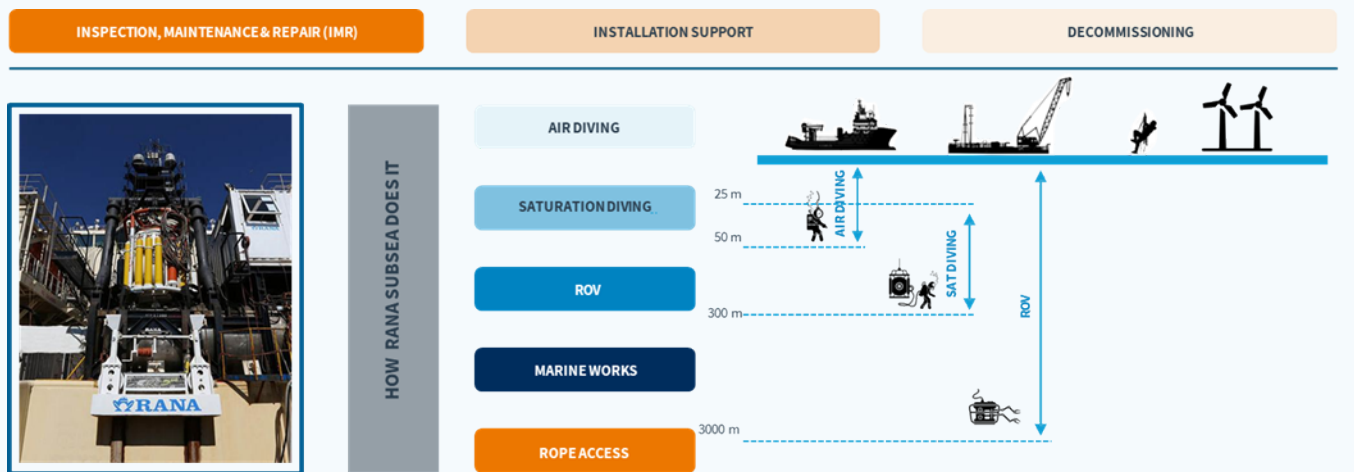 INSPECTION, MAINTENANCE & REPAIR (IMR)
INSTALLATION SUPPORT
DECOMMISSIONING
RANA
RANA
HOW RANA SUBSEA DOES IT
AIR DIVING
SATURATION DIVING
ROV
MARINE WORKS
ROPE ACCESS
25 m
50 m
300 m
3000 m
AIR DIVING
SAT DIVING
ROV